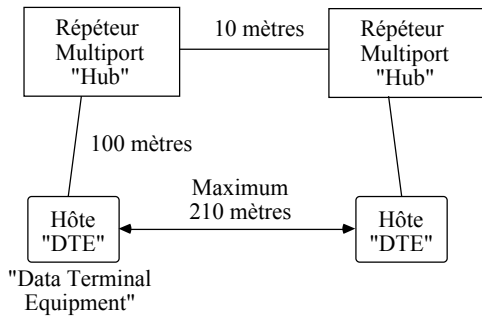 Répéteur
Multiport
"Hub"
10 mètres
Répéteur
Multiport
"Hub"
100 mètres
Maximum
210 mètres
Hôte
"DTE"
Hôte
"DTE"
"Data Terminal
Equipment"